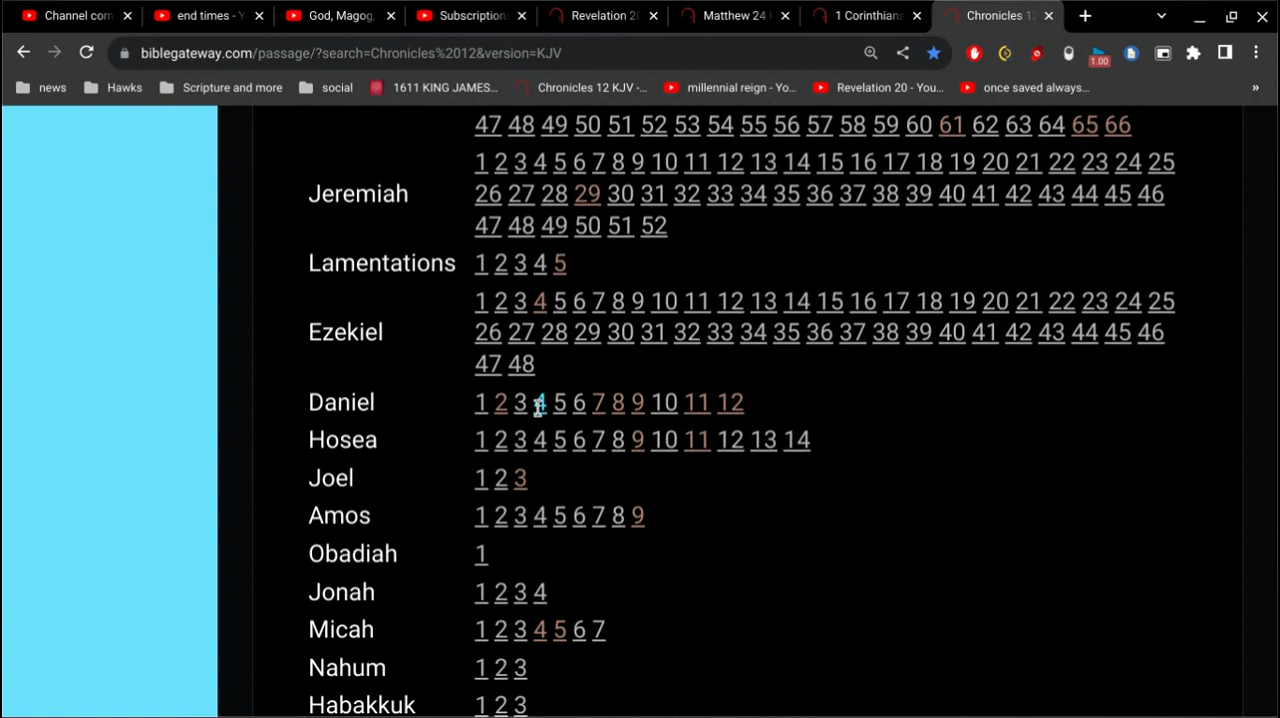 Channel com
end times - Y
God, Magog,
Subscription
Revelation 20
Matthew 24
1 Corinthians
Chronicles 12
biblegateway.com/passage/?search=Chronicles%2012&version=KJV
1.00
news
Hawks
Scripture and more
social
1611 KING JAMES...
Chronicles 12 KJV -...
millennial reign - Yo...
Revelation 20 - You...
once saved always...
»
47 48 49 50 51 52 53 54 55 56 57 58 59 60 61 62 63 64 65 66
1 2 3 4 5 6 7 8 9 10 11 12 13 14 15 16 17 18 19 20 21 22 23 24 25
Jeremiah 26 27 28 29 30 31 32 33 34 35 36 37 38 39 40 41 42 43 44 45 46
47 48 49 50 51 52
Lamentations 1 2 3 4 5
1 2 3 4 5 6 7 8 9 10 11 12 13 14 15 16 17 18 19 20 21 22 23 24 25
Ezekiel 26 27 28 29 30 31 32 33 34 35 36 37 38 39 40 41 42 43 44 45 46
47 48
Daniel 1 2 3 4 5 6 7 8 9 10 11 12
Hosea 1 2 3 4 5 6 7 8 9 10 11 12 13 14
Joel 1 2 3
Amos 1 2 3 4 5 6 7 8 9
Obadiah 1
Jonah 1 2 3 4
Micah 1 2 3 4 5 6 7
Nahum 1 2 3
Habakkuk 1 2 3